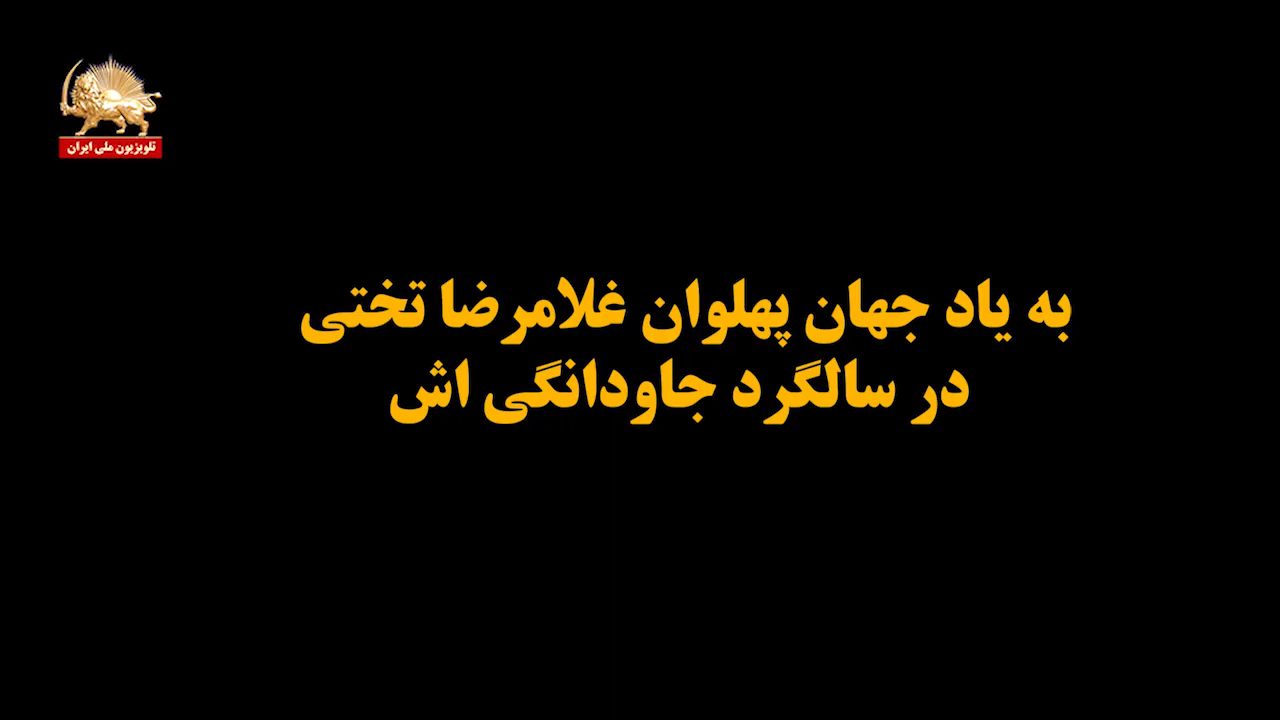 تلویزیون ملی ایران
به یاد جهان پهلوان غلامرضا تختی
در سالگرد جاودانگی اش